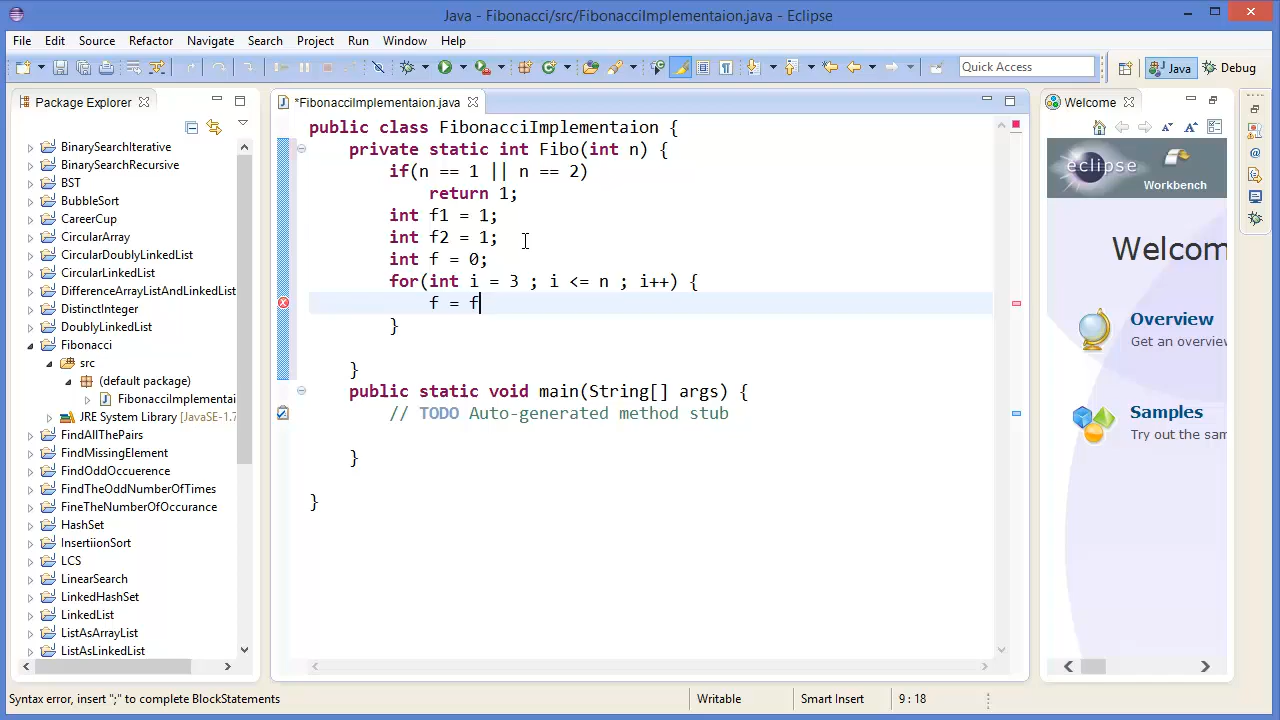 Java - Fibonacci/src/FibonacciImplementaion.java - Eclipse
File Edit Source Refactor Navigate Search Project Run Window Help
Quick Access
Java
Debug
Package Explorer
BinarySearchIterative
BinarySearchRecursive
BST
BubbleSort
CareerCup
CircularArray
CircularDoublyLinkedList
CircularLinkedList
DifferenceArrayListAndLinkedList
DistinctInteger
DoublyLinkedList
Fibonacci
src
(default package)
FibonacciImplementai
JRE System Library [JavaSE-1.7
FindAllThePairs
FindMissingElement
FindOddOccuerence
FindTheOddNumberOfTimes
FineTheNumberOfOccurance
HashSet
InsertiionSort
LCS
LinearSearch
LinkedHashSet
LinkedList
ListAsArrayList
ListAsLinkedList
*FibonacciImplementaion.java
public class FibonacciImplementaion {
private static int Fibo(int n) {
if(n == 1 || n == 2)
return 1;
int f1 = 1;
int f2 = 1;
int f = 0;
for(int i = 3 ; i <= n ; i++) {
f = f
}
}
public static void main(String[] args) {
// TODO Auto-generated method stub
}
}
Welcome
eclipse
Workbench
Welcom
Overview
Get an overview
Samples
Try out the sam
Syntax error, insert ";" to complete BlockStatements
Writable
Smart Insert
9 : 18